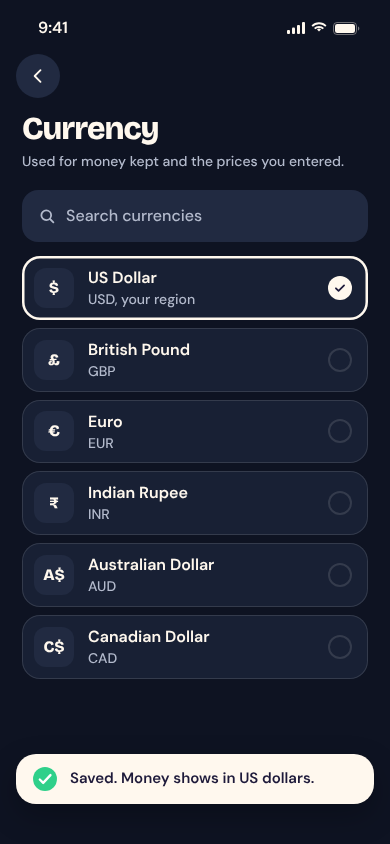 9:41
Currency
Used for money kept and the prices you entered.
Search currencies
$
US Dollar
USD, your region
£
British Pound
GBP
€
Euro
EUR
₹
Indian Rupee
INR
A$
Australian Dollar
AUD
C$
Canadian Dollar
CAD
Saved. Money shows in US dollars.